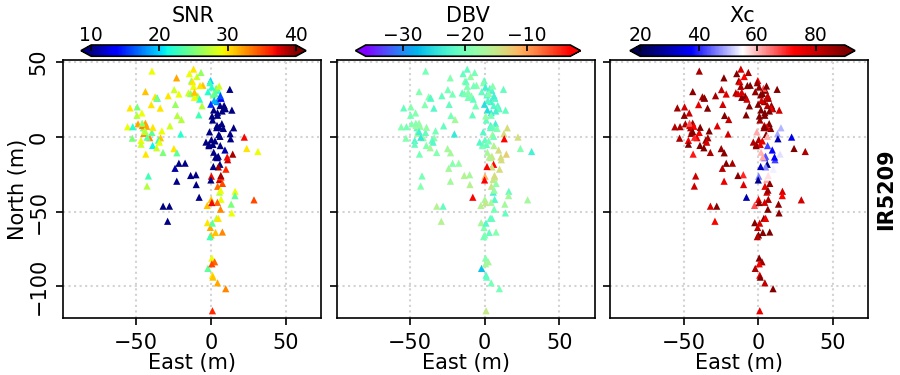 SNR DBV Xc
10 20 30 40 −30 −20 −10 20 40 60 80
50
0
−50
−100
North (m)
IR5209
−50 0 50 −50 0 50 −50 0 50
East (m) East (m) East (m)